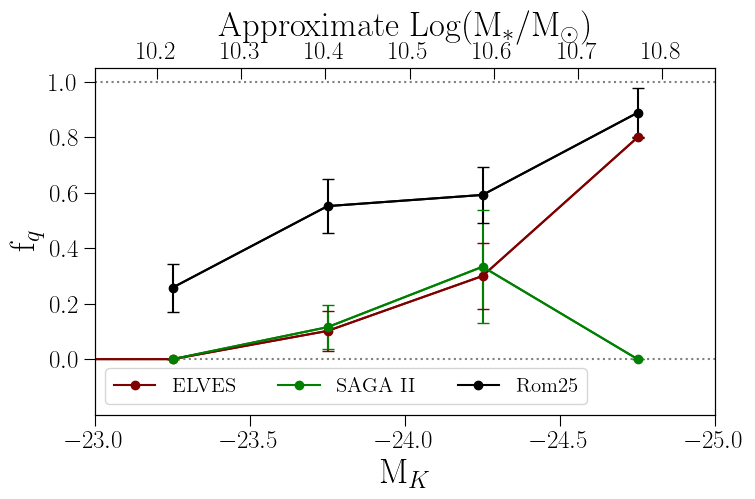 Approximate Log(M*/M⊙)
10.2 10.3 10.4 10.5 10.6 10.7 10.8
1.0
0.8
0.6
0.4
0.2
0.0
f_q
ELVES SAGA II Rom25
−23.0 −23.5 −24.0 −24.5 −25.0
M_K